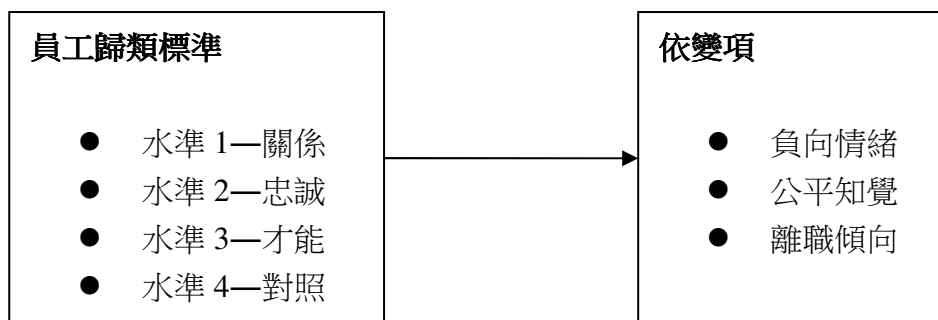 員工歸類標準
● 水準 1—關係
● 水準 2—忠誠
● 水準 3—才能
● 水準 4—對照
依變項
● 負向情緒
● 公平知覺
● 離職傾向